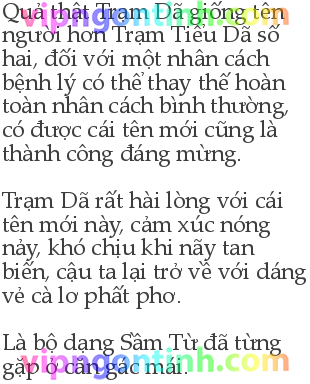 Quả thật Trạm Dã giống tên
người hơn Trạm Tiểu Dã số
hai, đối với một nhân cách
bệnh lý có thể thay thế hoàn
toàn nhân cách bình thường,
có được cái tên mới cũng là
thành công đáng mừng.

Trạm Dã rất hài lòng với cái
tên mới này, cảm xúc nóng
nảy, khó chịu khi nãy tan
biến, cậu ta lại trở về với dáng
vẻ cà lơ phất phơ.

Là bộ dạng Sầm Từ đã từng
gặp ở căn gác mái.
vipngontinh.com
vipngontinh.com